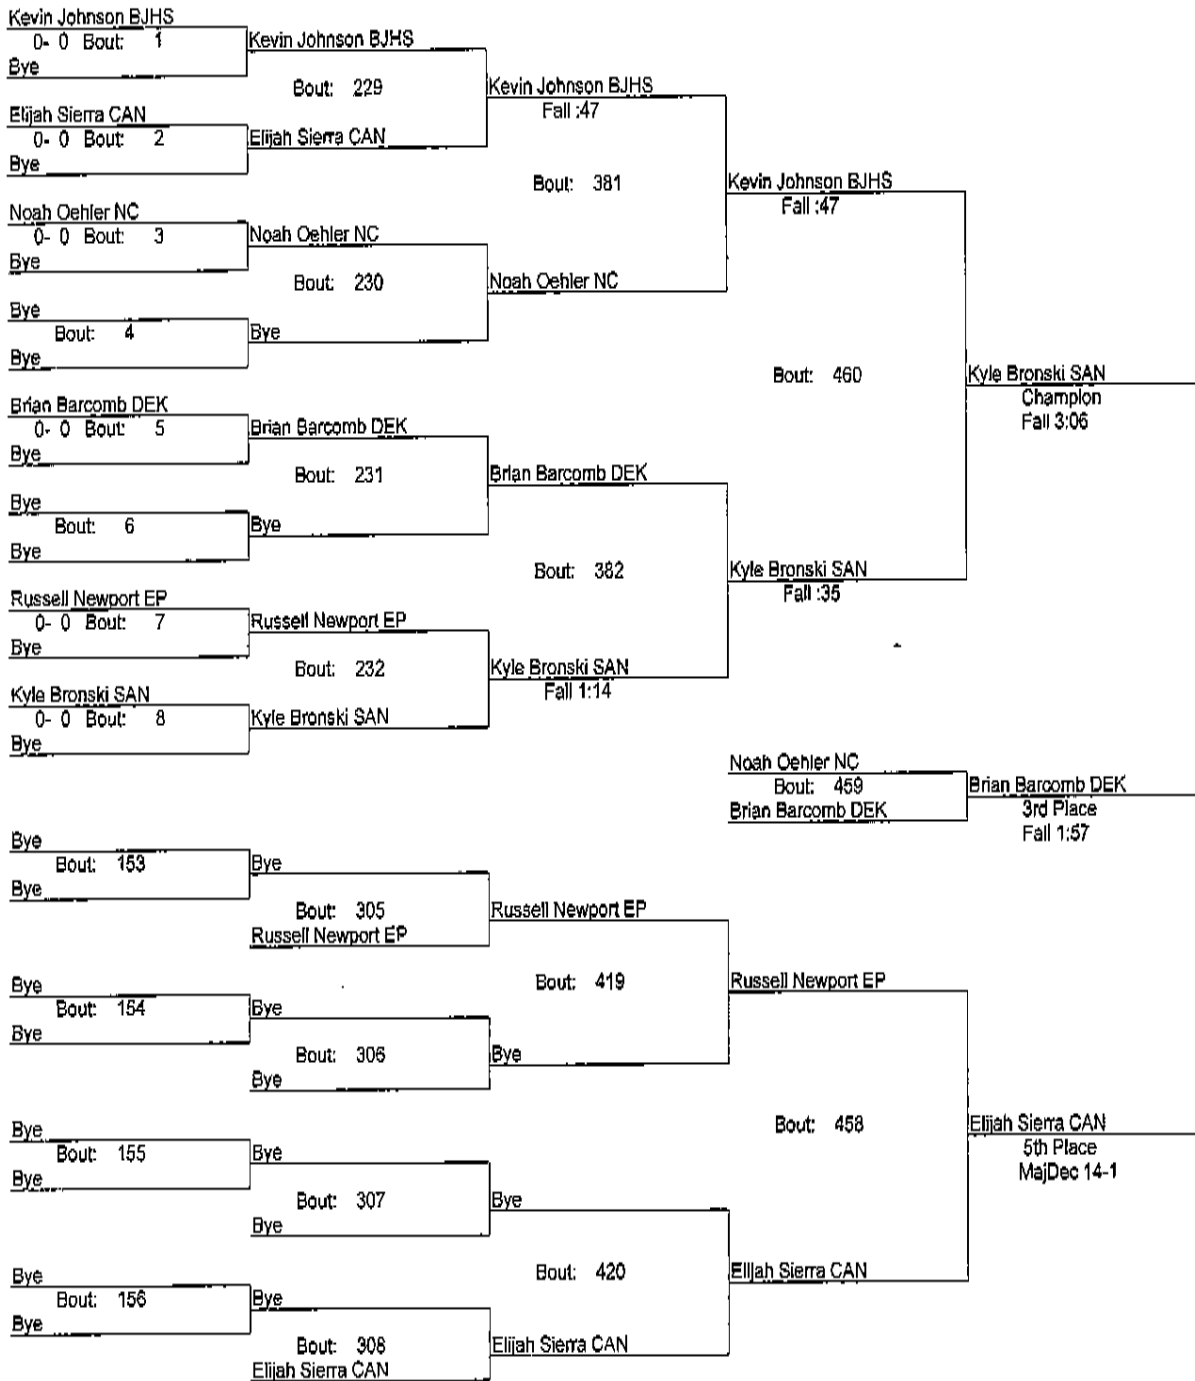 Kevin Johnson BJHS
0- 0 Bout: 1
Bye
Kevin Johnson BJHS
Bout: 229
Elijah Sierra CAN
0- 0 Bout: 2
Bye
Elijah Sierra CAN
Kevin Johnson BJHS
Fall :47
Bout: 381
Noah Oehler NC
0- 0 Bout: 3
Bye
Noah Oehler NC
Bout: 230
Bye
Bout: 4
Bye
Bye
Noah Oehler NC
Kevin Johnson BJHS
Fall :47
Bout: 460
Brian Barcomb DEK
0- 0 Bout: 5
Bye
Brian Barcomb DEK
Bout: 231
Bye
Bout: 6
Bye
Bye
Brian Barcomb DEK
Bout: 382
Russell Newport EP
0- 0 Bout: 7
Bye
Russell Newport EP
Bout: 232
Kyle Bronski SAN
0- 0 Bout: 8
Bye
Kyle Bronski SAN
Kyle Bronski SAN
Fall 1:14
Kyle Bronski SAN
Fall :35
Kyle Bronski SAN
Champion
Fall 3:06
Noah Oehler NC
Bout: 459
Brian Barcomb DEK
Brian Barcomb DEK
3rd Place
Fall 1:57
Bye
Bout: 153
Bye
Bye
Bout: 305
Russell Newport EP
Russell Newport EP
Bout: 419
Bye
Bout: 154
Bye
Bye
Bout: 306
Bye
Bye
Russell Newport EP
Bout: 458
Bye
Bout: 155
Bye
Bye
Bout: 307
Bye
Bye
Bout: 420
Bye
Bout: 156
Bye
Bye
Bout: 308
Elijah Sierra CAN
Elijah Sierra CAN
Elijah Sierra CAN
Elijah Sierra CAN
5th Place
MajDec 14-1